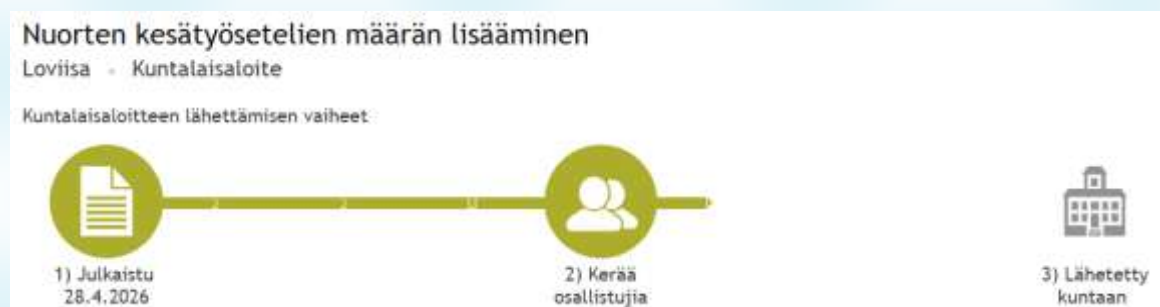 Nuorten kesätyösetelien määrän lisääminen
Loviisa · Kuntalaisaloite
Kuntalaisaloitteen lähettämisen vaiheet
1) Julkaistu
28.4.2026
2) Kerää
osallistujia
3) Lähetetty
kuntaan